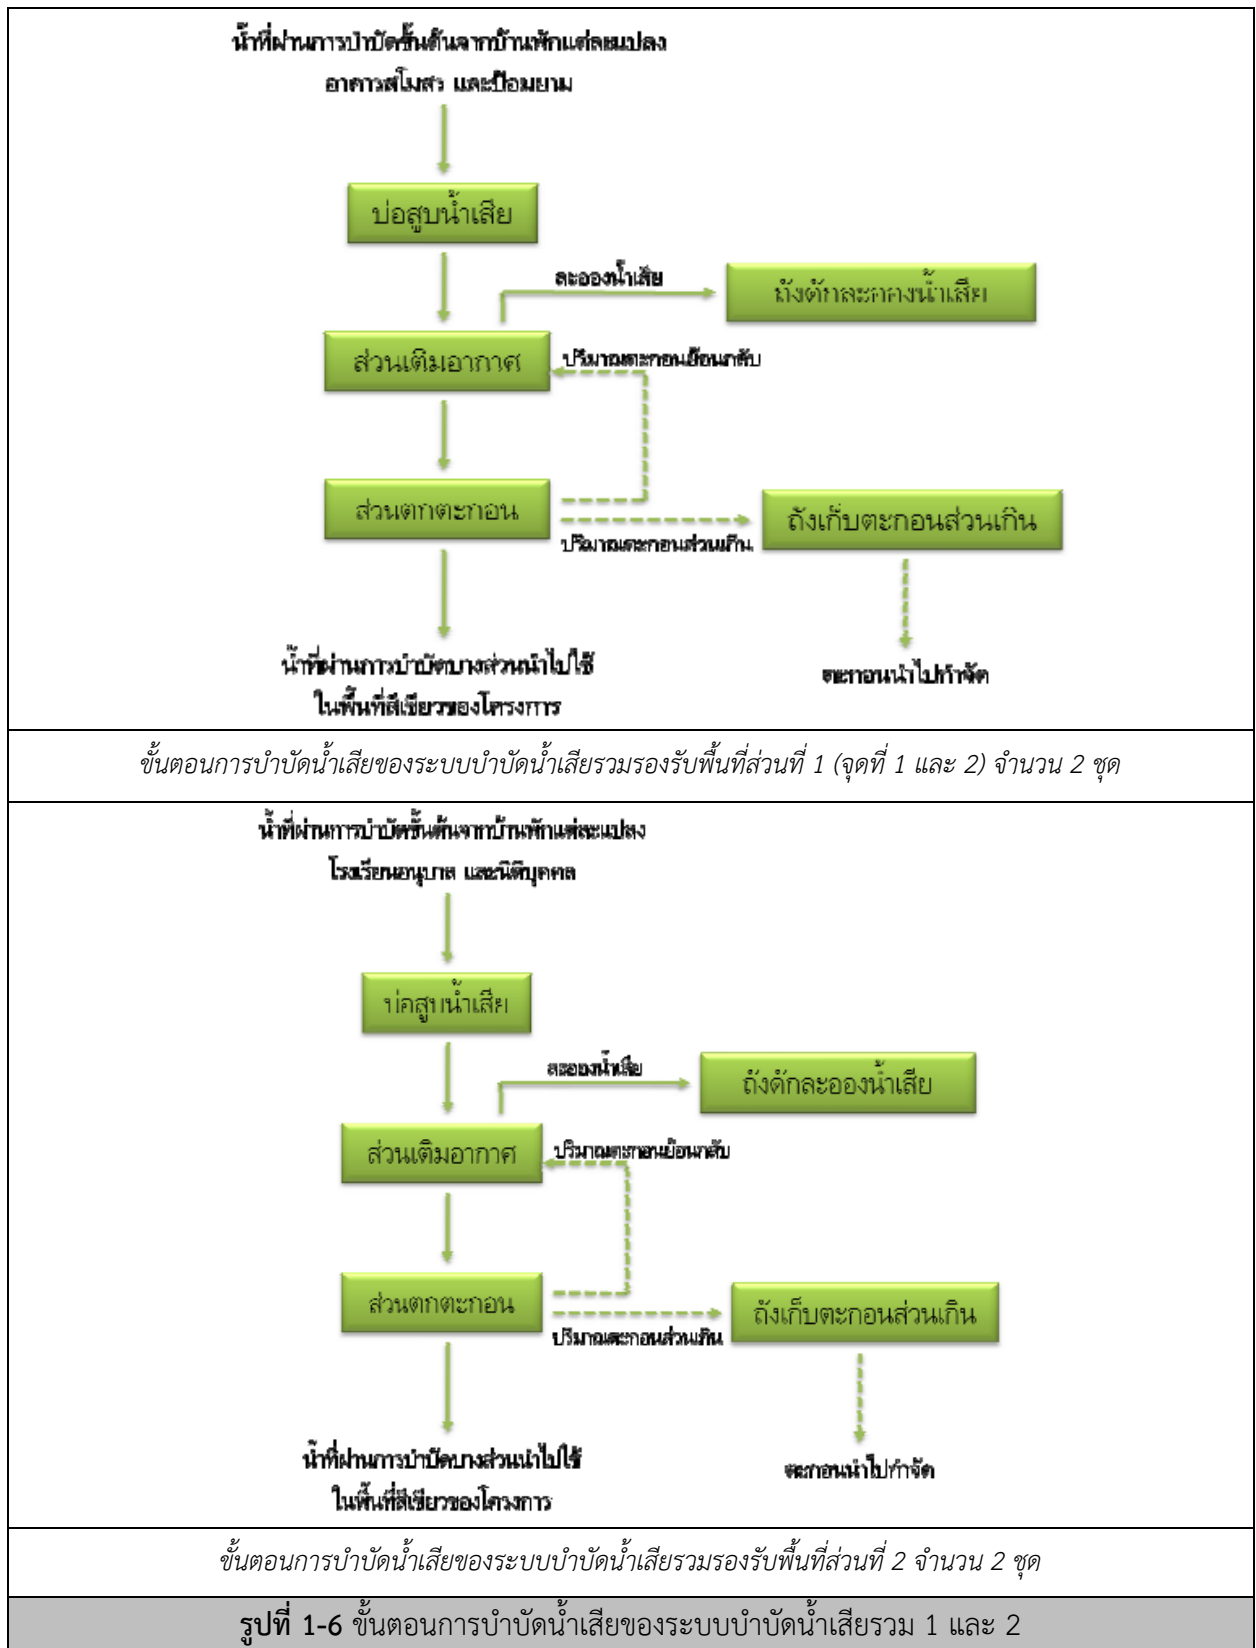 น้ำที่ผ่านการบำบัดขั้นต้นจากบ้านพักแต่ละแปลง
อาคารสโมสร และป้อมยาม
บ่อสูบน้ำเสีย
ละอองน้ำเสีย
ถังดักละอองน้ำเสีย
ส่วนเติมอากาศ
ปริมาณตะกอนย้อนกลับ
ส่วนตกตะกอน
ถังเก็บตะกอนส่วนเกิน
ปริมาณตะกอนส่วนเกิน
น้ำที่ผ่านการบำบัดบางส่วนนำไปใช้
ในพื้นที่สีเขียวของโครงการ
ตะกอนนำไปกำจัด
ขั้นตอนการบำบัดน้ำเสียของระบบบำบัดน้ำเสียรวมรองรับพื้นที่ส่วนที่ 1 (จุดที่ 1 และ 2) จำนวน 2 ชุด
น้ำที่ผ่านการบำบัดขั้นต้นจากบ้านพักแต่ละแปลง
โรงเรียนอนุบาล และนิติบุคคล
บ่อสูบน้ำเสีย
ละอองน้ำเสีย
ถังดักละอองน้ำเสีย
ส่วนเติมอากาศ
ปริมาณตะกอนย้อนกลับ
ส่วนตกตะกอน
ถังเก็บตะกอนส่วนเกิน
ปริมาณตะกอนส่วนเกิน
น้ำที่ผ่านการบำบัดบางส่วนนำไปใช้
ในพื้นที่สีเขียวของโครงการ
ตะกอนนำไปกำจัด
ขั้นตอนการบำบัดน้ำเสียของระบบบำบัดน้ำเสียรวมรองรับพื้นที่ส่วนที่ 2 จำนวน 2 ชุด
รูปที่ 1-6 ขั้นตอนการบำบัดน้ำเสียของระบบบำบัดน้ำเสียรวม 1 และ 2